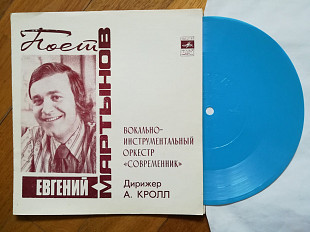 Поет
ЕВГЕНИЙ
МАРТЫНОВ
ВОКАЛЬНО-
ИНСТРУМЕНТАЛЬНЫЙ
ОРКЕСТР
«СОВРЕМЕННИК»
Дирижер
А. КРОЛЛ